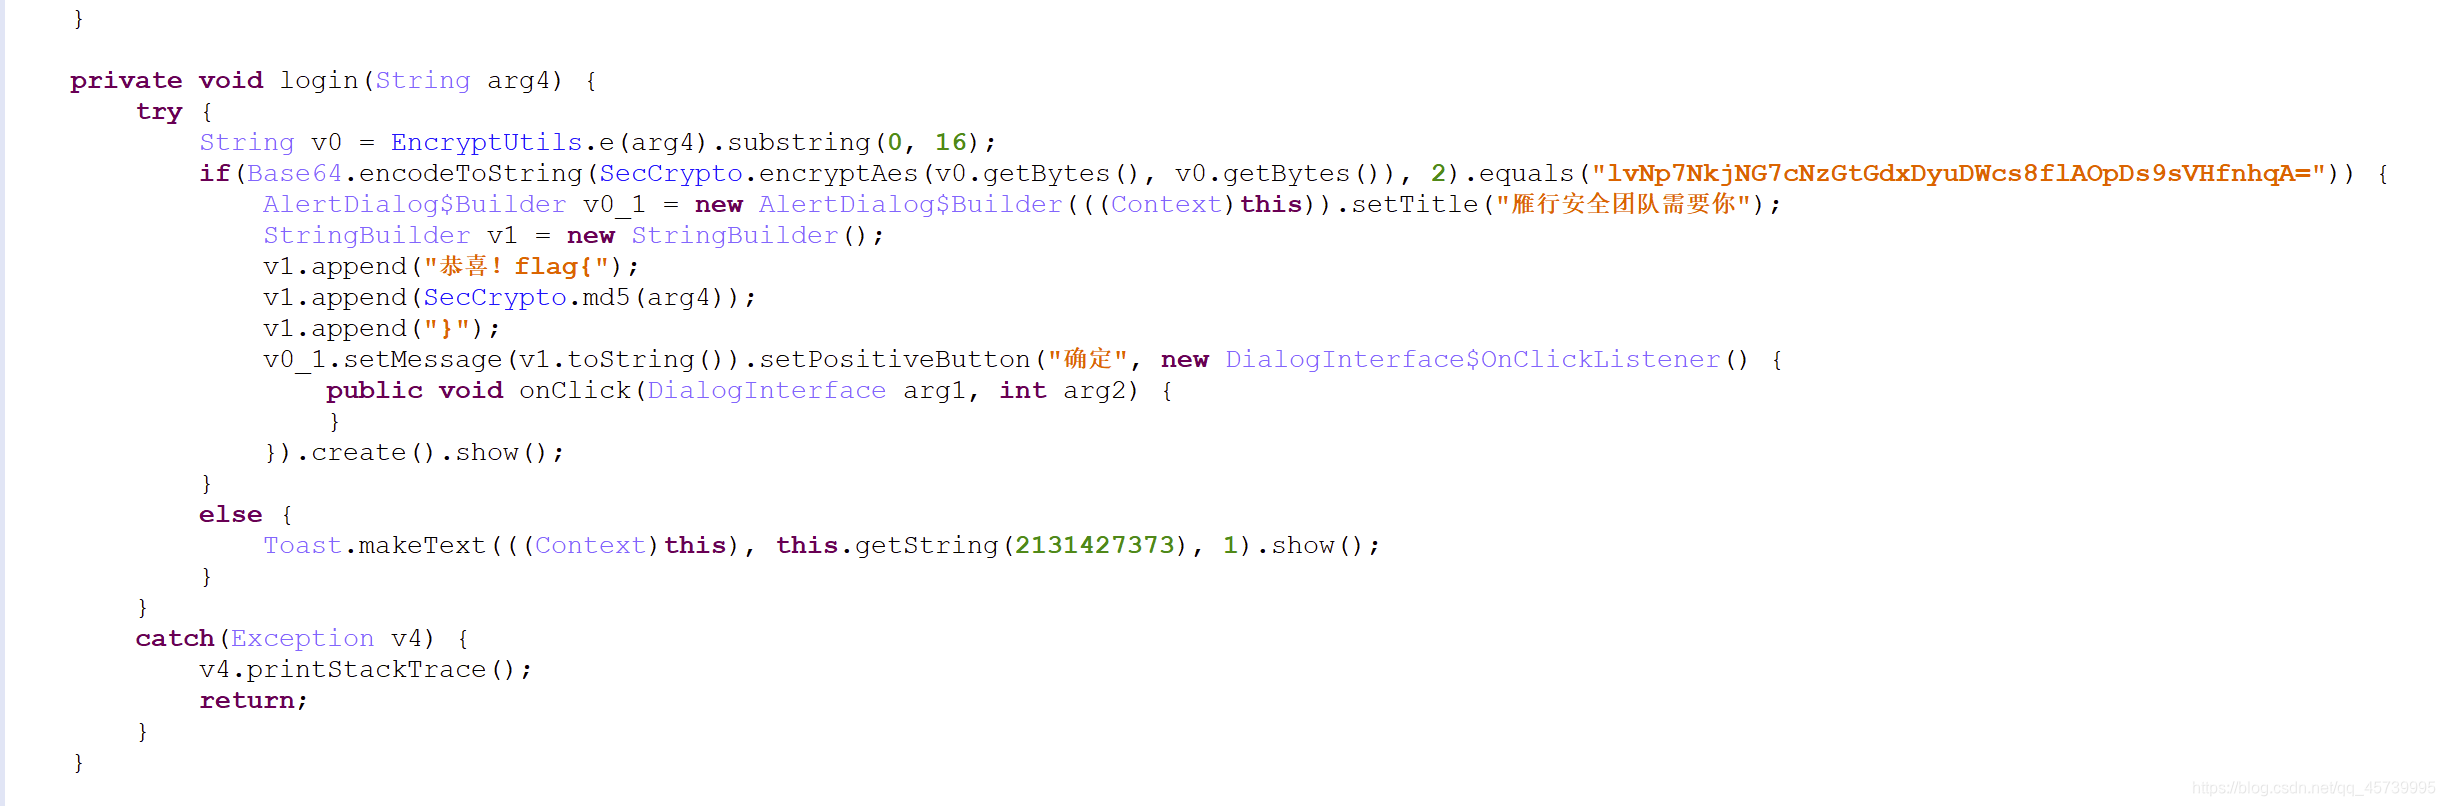 }
private void login(String arg4) {
try {
String v0 = EncryptUtils.e(arg4).substring(0, 16);
if(Base64.encodeToString(SecCrypto.encryptAes(v0.getBytes(), v0.getBytes()), 2).equals("lvNp7NkjNG7cNzGtGdxDyuDWcs8flAOpDs9sVHfnhqA=")) {
AlertDialog$Builder v0_1 = new AlertDialog$Builder(((Context)this)).setTitle("雁行安全团队需要你");
StringBuilder v1 = new StringBuilder();
v1.append("恭喜！flag{");
v1.append(SecCrypto.md5(arg4));
v1.append("}");
v0_1.setMessage(v1.toString()).setPositiveButton("确定", new DialogInterface$OnClickListener() {
public void onClick(DialogInterface arg1, int arg2) {
}
}).create().show();
}
else {
Toast.makeText(((Context)this), this.getString(2131427373), 1).show();
}
}
catch(Exception v4) {
v4.printStackTrace();
return;
}
}
https://blog.csdn.net/qq_45739995